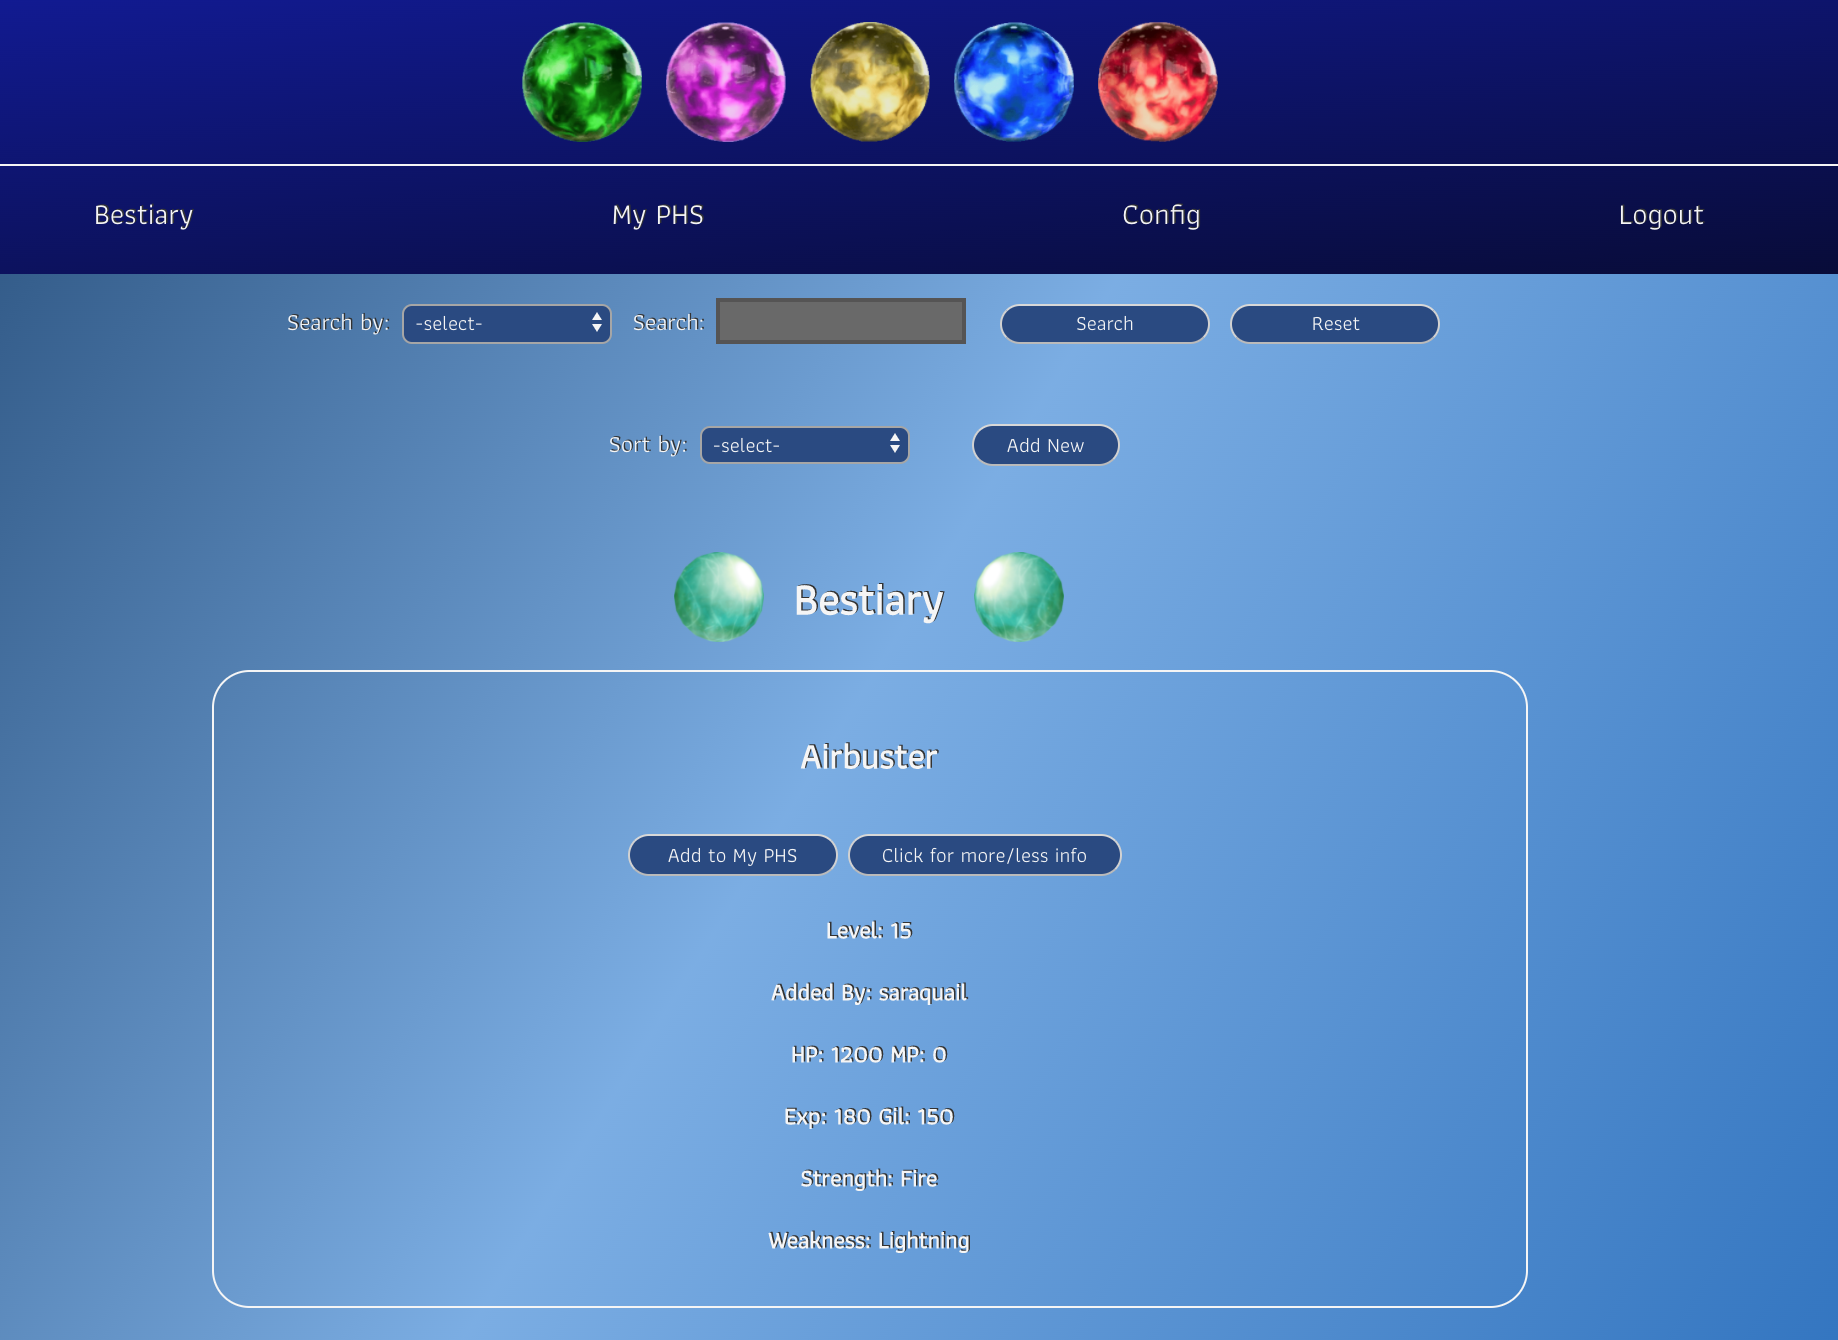 Bestiary My PHS Config Logout
Search by: -select- Search: Search Reset
Sort by: -select- Add New
Bestiary
Airbuster
Add to My PHS Click for more/less info
Level: 15
Added By: saraquail
HP: 1200 MP: 0
Exp: 180 Gil: 150
Strength: Fire
Weakness: Lightning